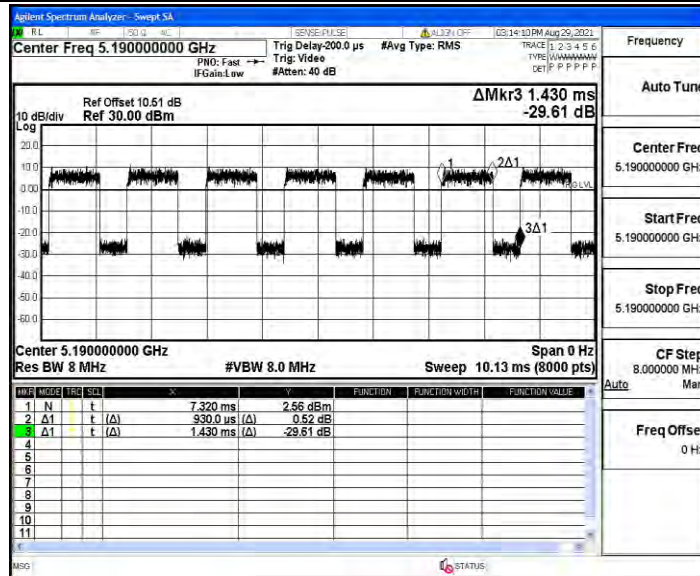 Agilent Spectrum Analyzer - Swept SA
RL RF 50 Ω AC SENSE:PULSE ALIGN OFF 03:14:10 PM Aug 29, 2021
Center Freq 5.190000000 GHz
PNO: Fast
IFGain:Low
Trig Delay-200.0 µs
Trig: Video
#Atten: 40 dB
#Avg Type: RMS
TRACE 1 2 3 4 5 6
TYPE WWWWWW
DET P P P P P P
Ref Offset 10.51 dB
10 dB/div Ref 30.00 dBm
Log
ΔMkr3 1.430 ms
-29.61 dB
20.0
10.0
0.00
-10.0
-20.0
-30.0
-40.0
-50.0
-60.0
1
2Δ1
3Δ1
TRIG LVL
Center 5.190000000 GHz Span 0 Hz
Res BW 8 MHz #VBW 8.0 MHz Sweep 10.13 ms (8000 pts)
MKR MODE TRC SCL X Y FUNCTION FUNCTION WIDTH FUNCTION VALUE
1 N t 7.320 ms 2.56 dBm
2 Δ1 t (Δ) 930.0 µs (Δ) 0.52 dB
3 Δ1 t (Δ) 1.430 ms (Δ) -29.61 dB
4
5
6
7
8
9
10
11
MSG STATUS
Frequency
Auto Tune
Center Freq
5.190000000 GHz
Start Freq
5.190000000 GHz
Stop Freq
5.190000000 GHz
CF Step
8.000000 MHz
Auto Man
Freq Offset
0 Hz